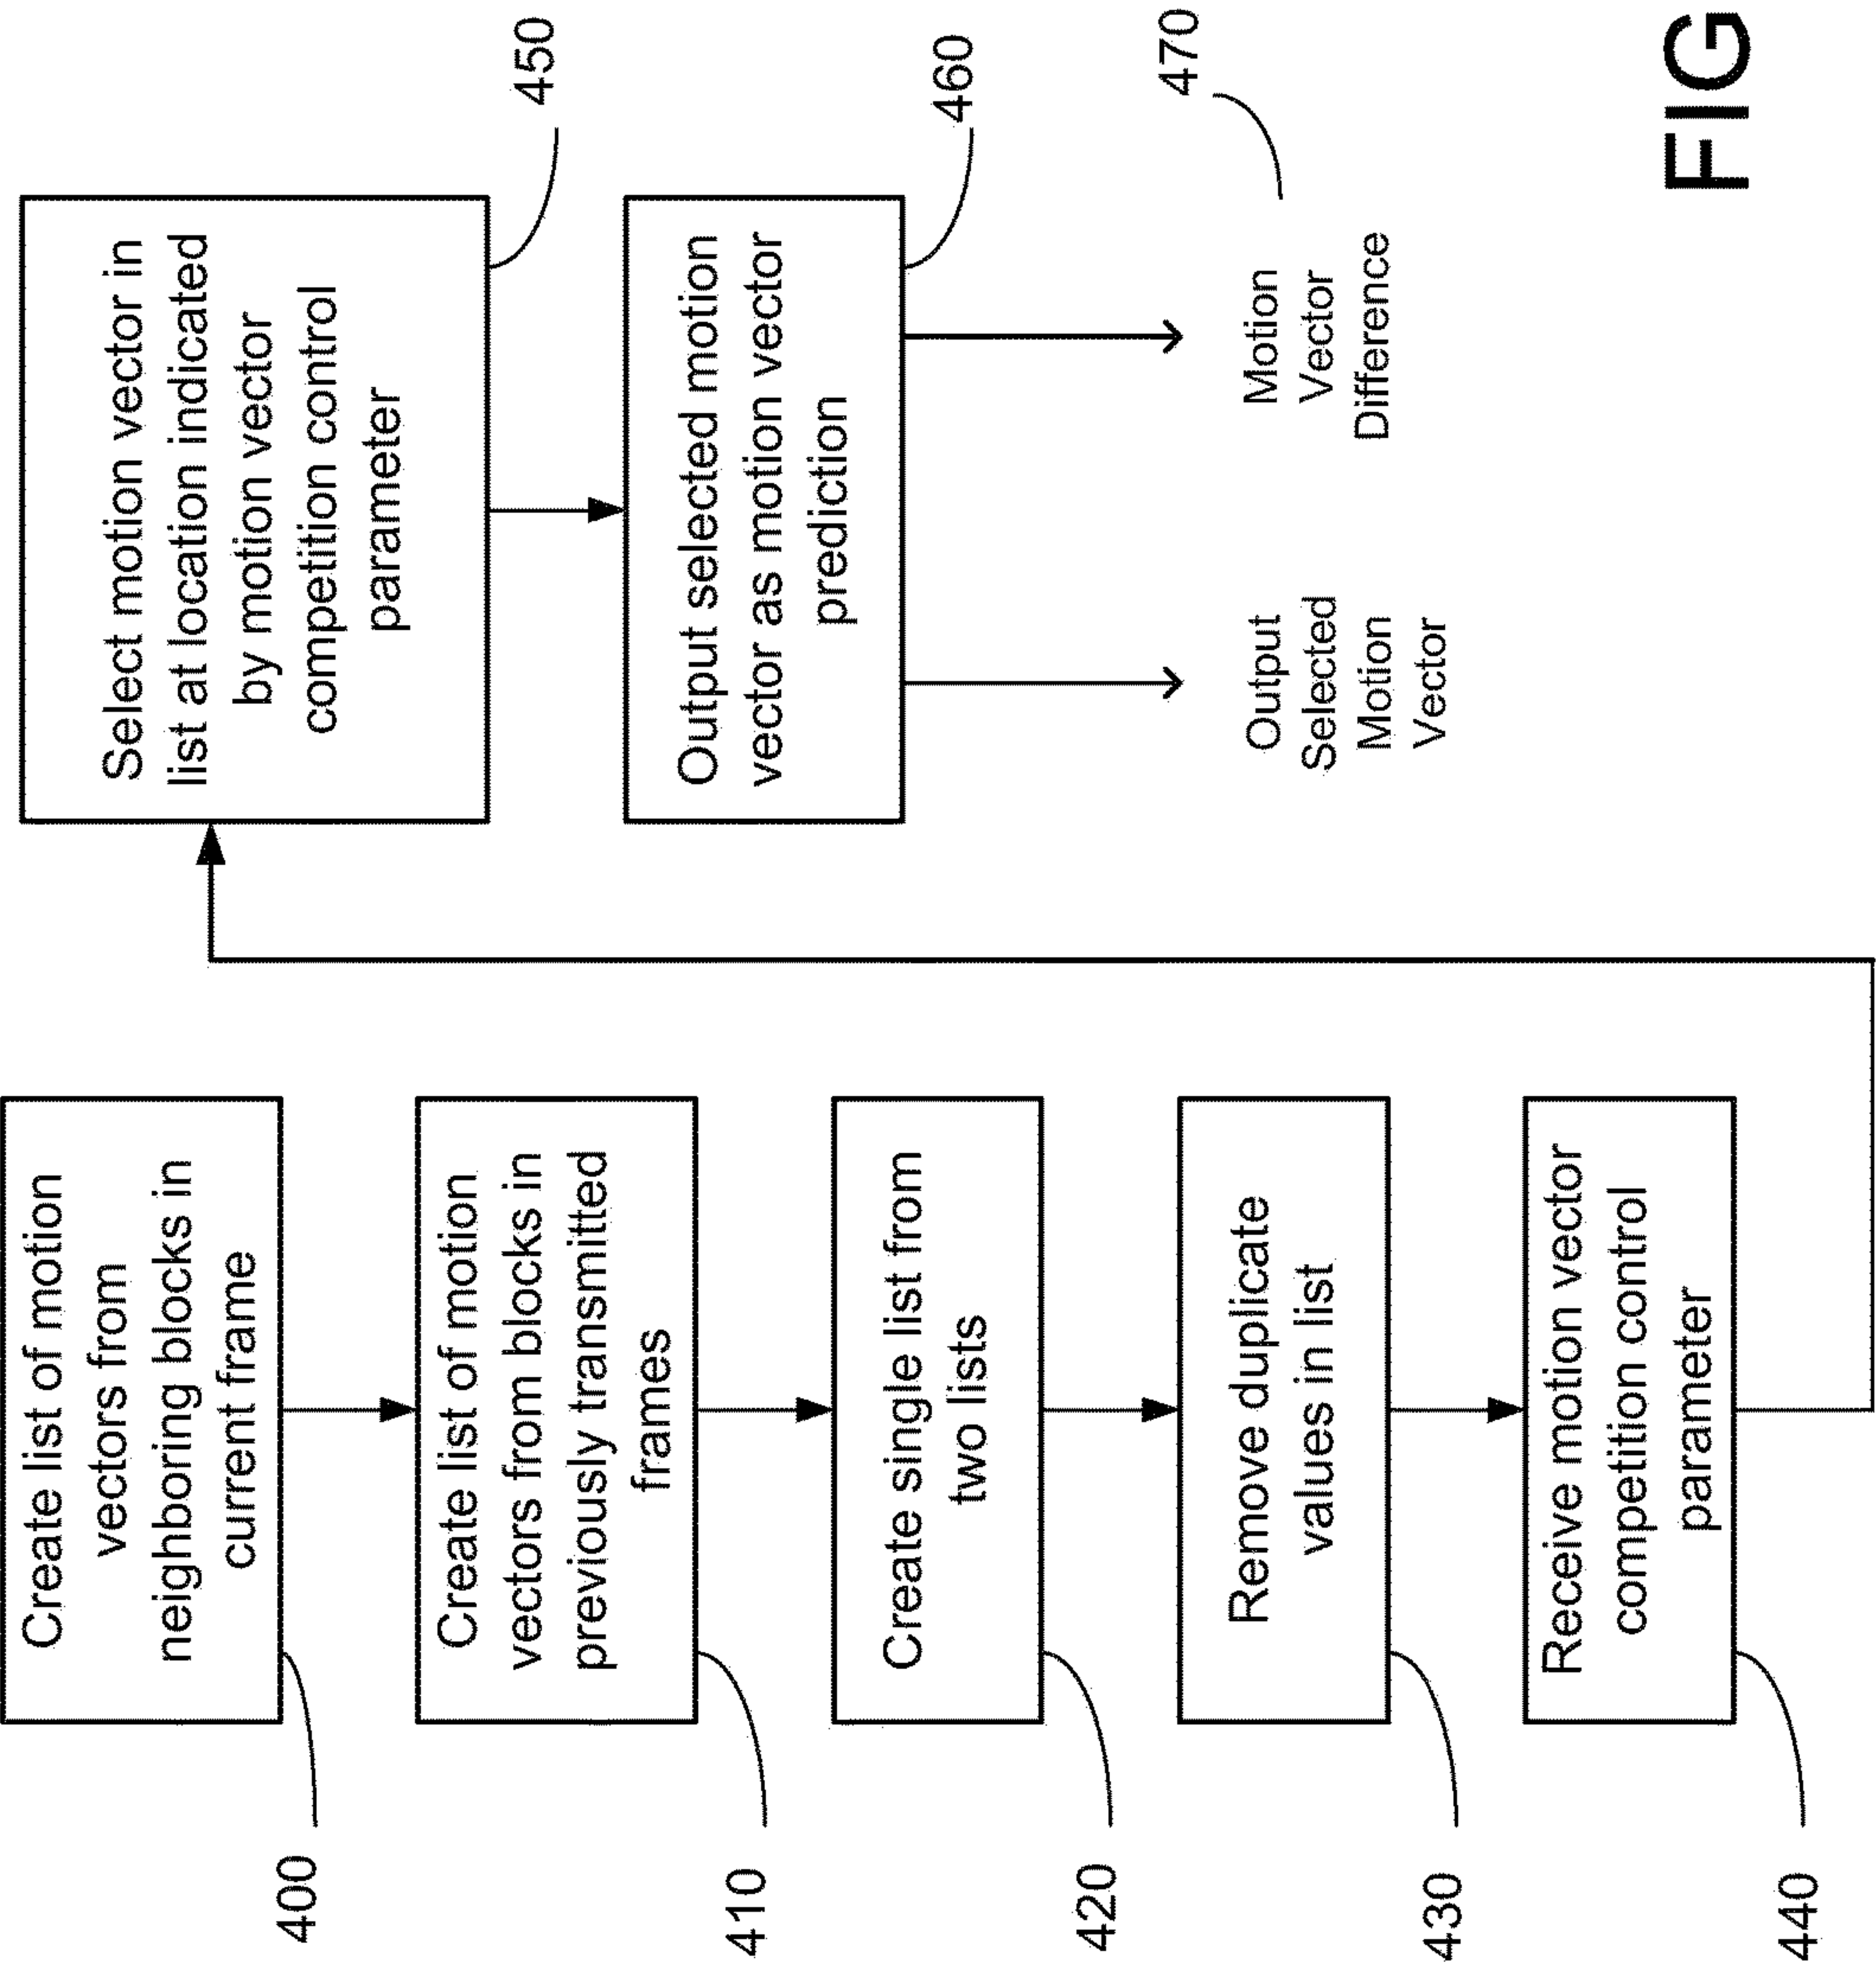 Create list of motion
vectors from
neighboring blocks in
current frame
400
Create list of motion
vectors from blocks in
previously transmitted
frames
410
Create single list from
two lists
420
Remove duplicate
values in list
430
Receive motion vector
competition control
parameter
440
Select motion vector in
list at location indicated
by motion vector
competition control
parameter
450
Output selected motion
vector as motion vector
prediction
460
Output
Selected
Motion
Vector
Motion
Vector
Difference
470
FIG